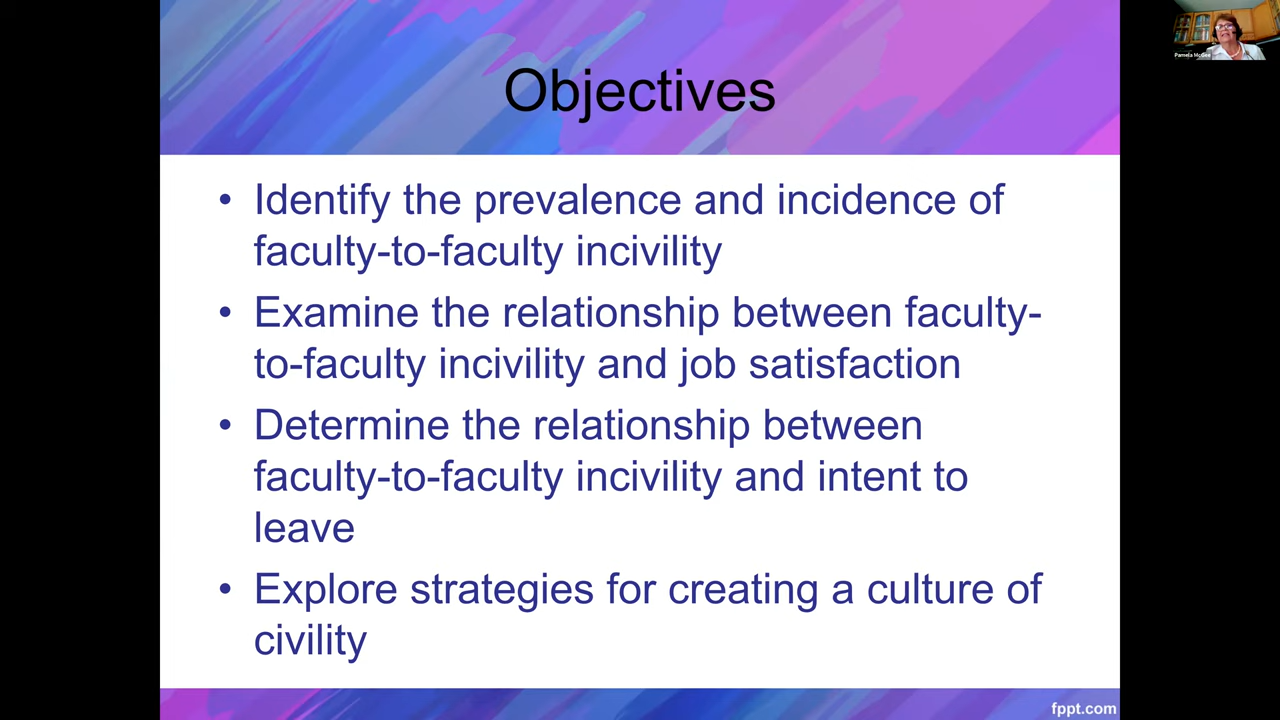 Objectives
• Identify the prevalence and incidence of
faculty-to-faculty incivility
• Examine the relationship between faculty-
to-faculty incivility and job satisfaction
• Determine the relationship between
faculty-to-faculty incivility and intent to
leave
• Explore strategies for creating a culture of
civility
fppt.com
Pamela